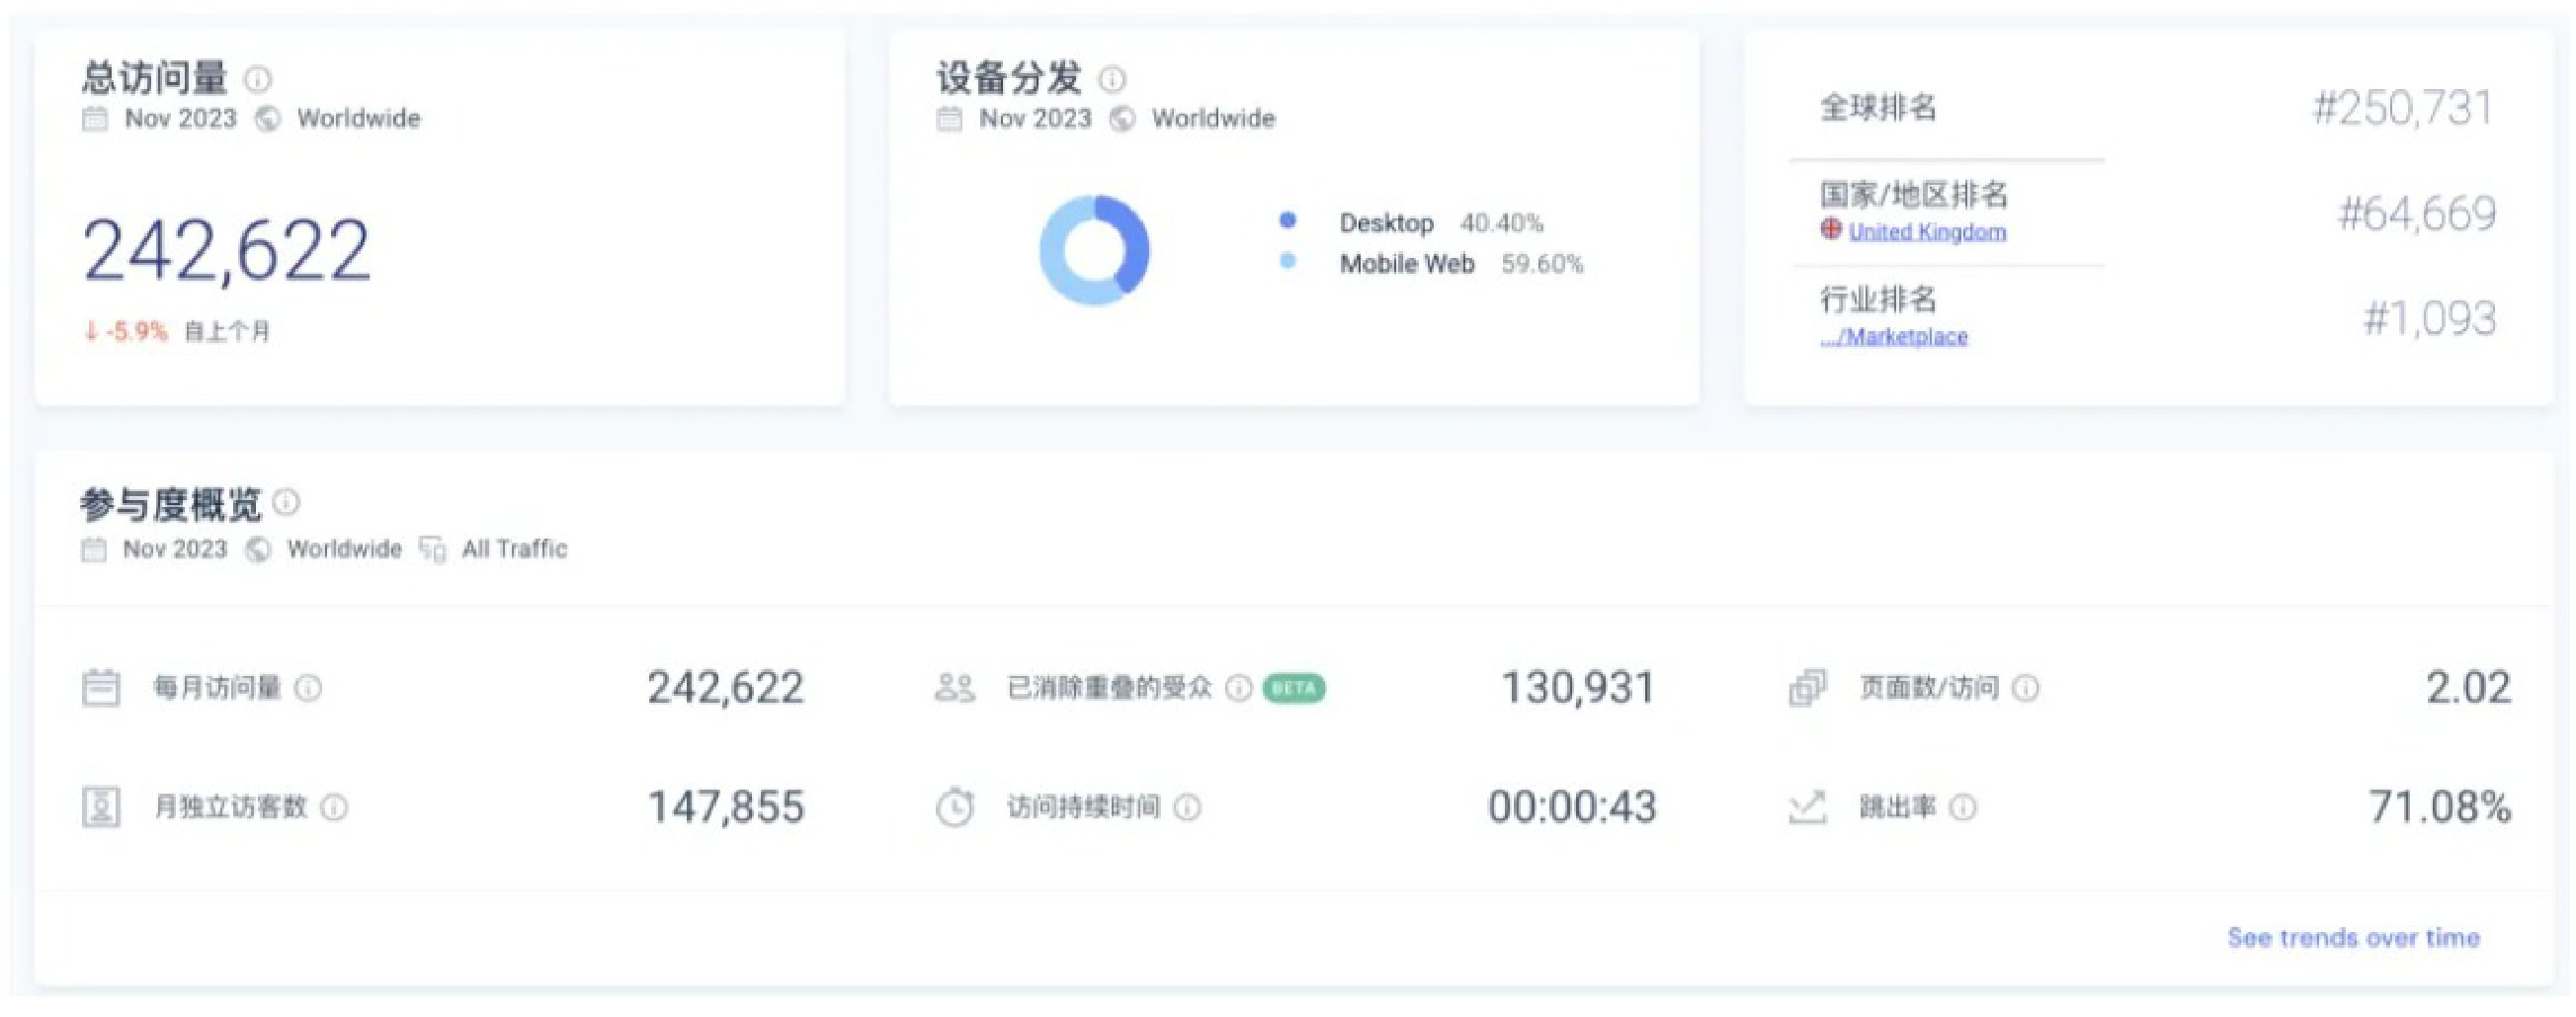 总访问量
Nov 2023 Worldwide
242,622
↓ -5.9% 自上个月
设备分发
Nov 2023 Worldwide
Desktop 40.40%
Mobile Web 59.60%
全球排名 #250,731
国家/地区排名 #64,669
United Kingdom
行业排名 #1,093
.../Marketplace
参与度概览
Nov 2023 Worldwide All Traffic
每月访问量 242,622
已消除重叠的受众 BETA 130,931
页面数/访问 2.02
月独立访客数 147,855
访问持续时间 00:00:43
跳出率 71.08%
See trends over time